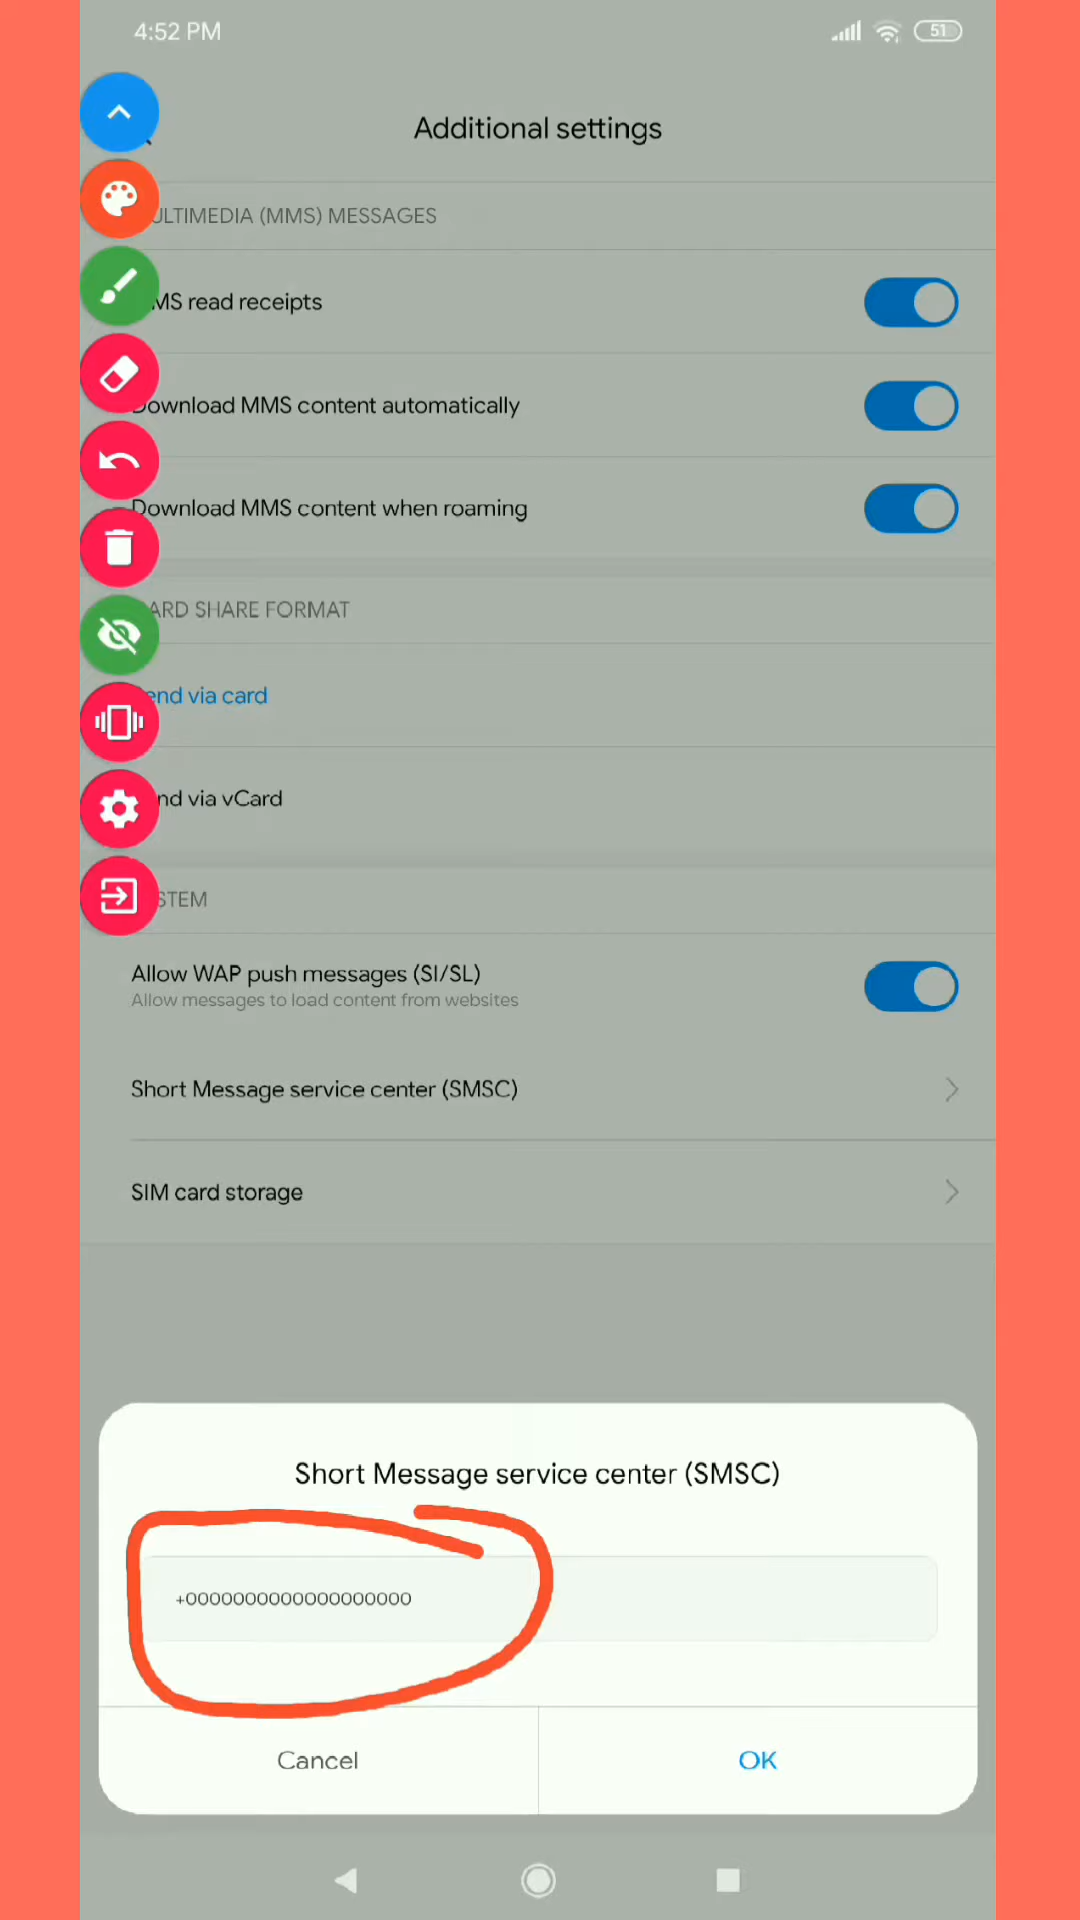 4:52 PM
51
Additional settings
ULTIMEDIA (MMS) MESSAGES
MS read receipts
Download MMS content automatically
Download MMS content when roaming
ARD SHARE FORMAT
end via card
nd via vCard
STEM
Allow WAP push messages (SI/SL)
Allow messages to load content from websites
Short Message service center (SMSC)
SIM card storage
Short Message service center (SMSC)
+0000000000000000000
Cancel
OK